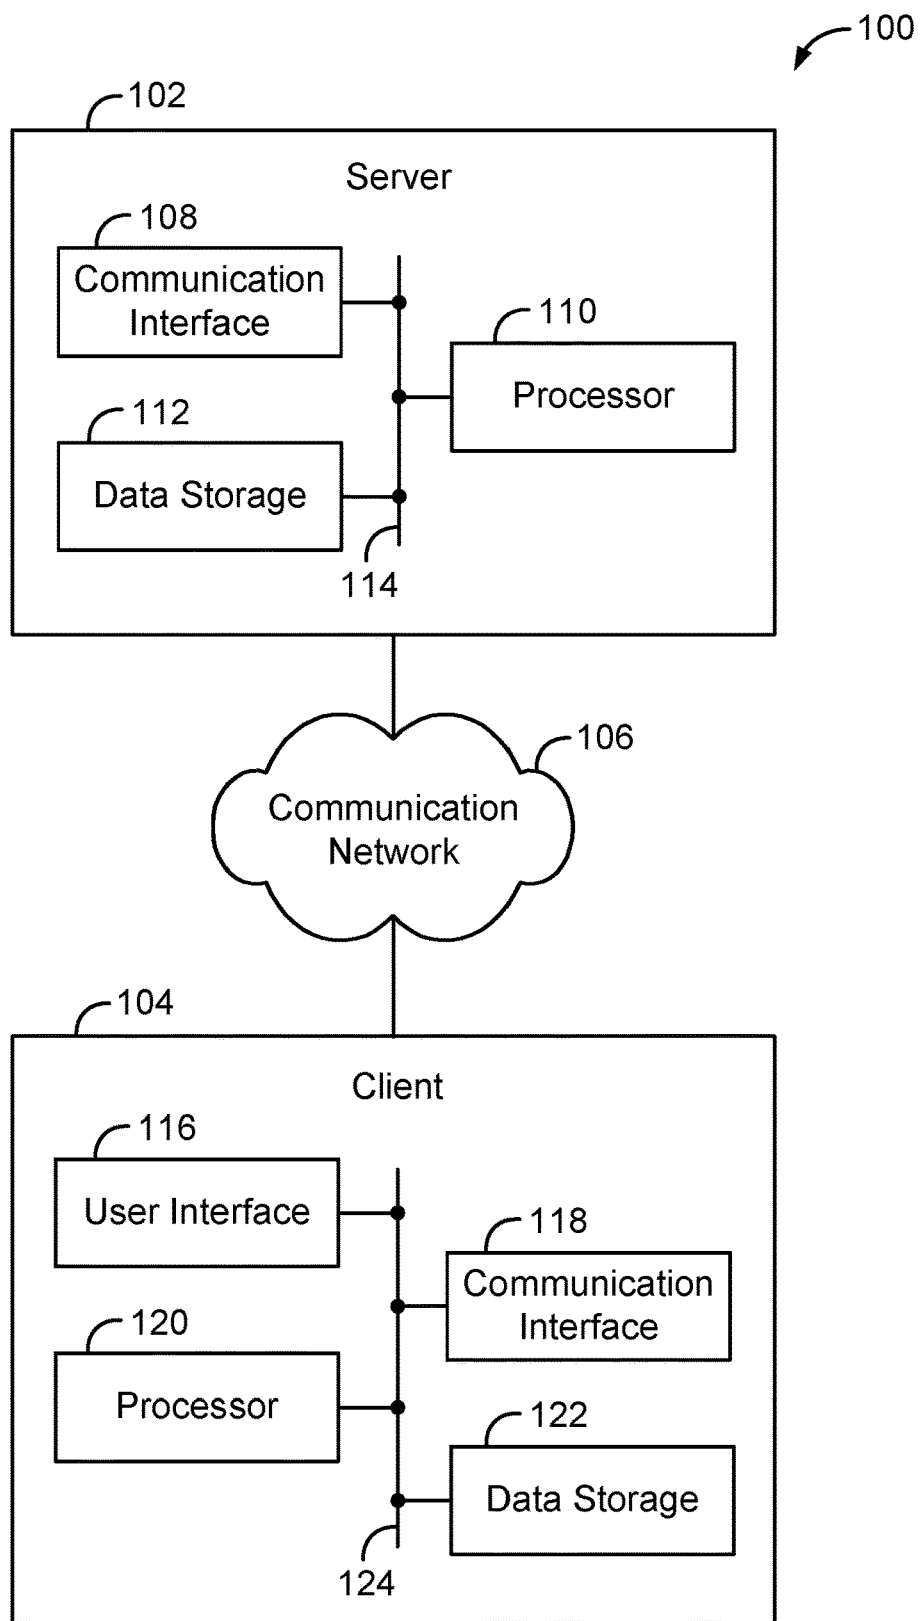 100
102
Server
108
Communication
Interface
110
Processor
112
Data Storage
114
106
Communication
Network
104
Client
116
User Interface
118
Communication
Interface
120
Processor
122
Data Storage
124